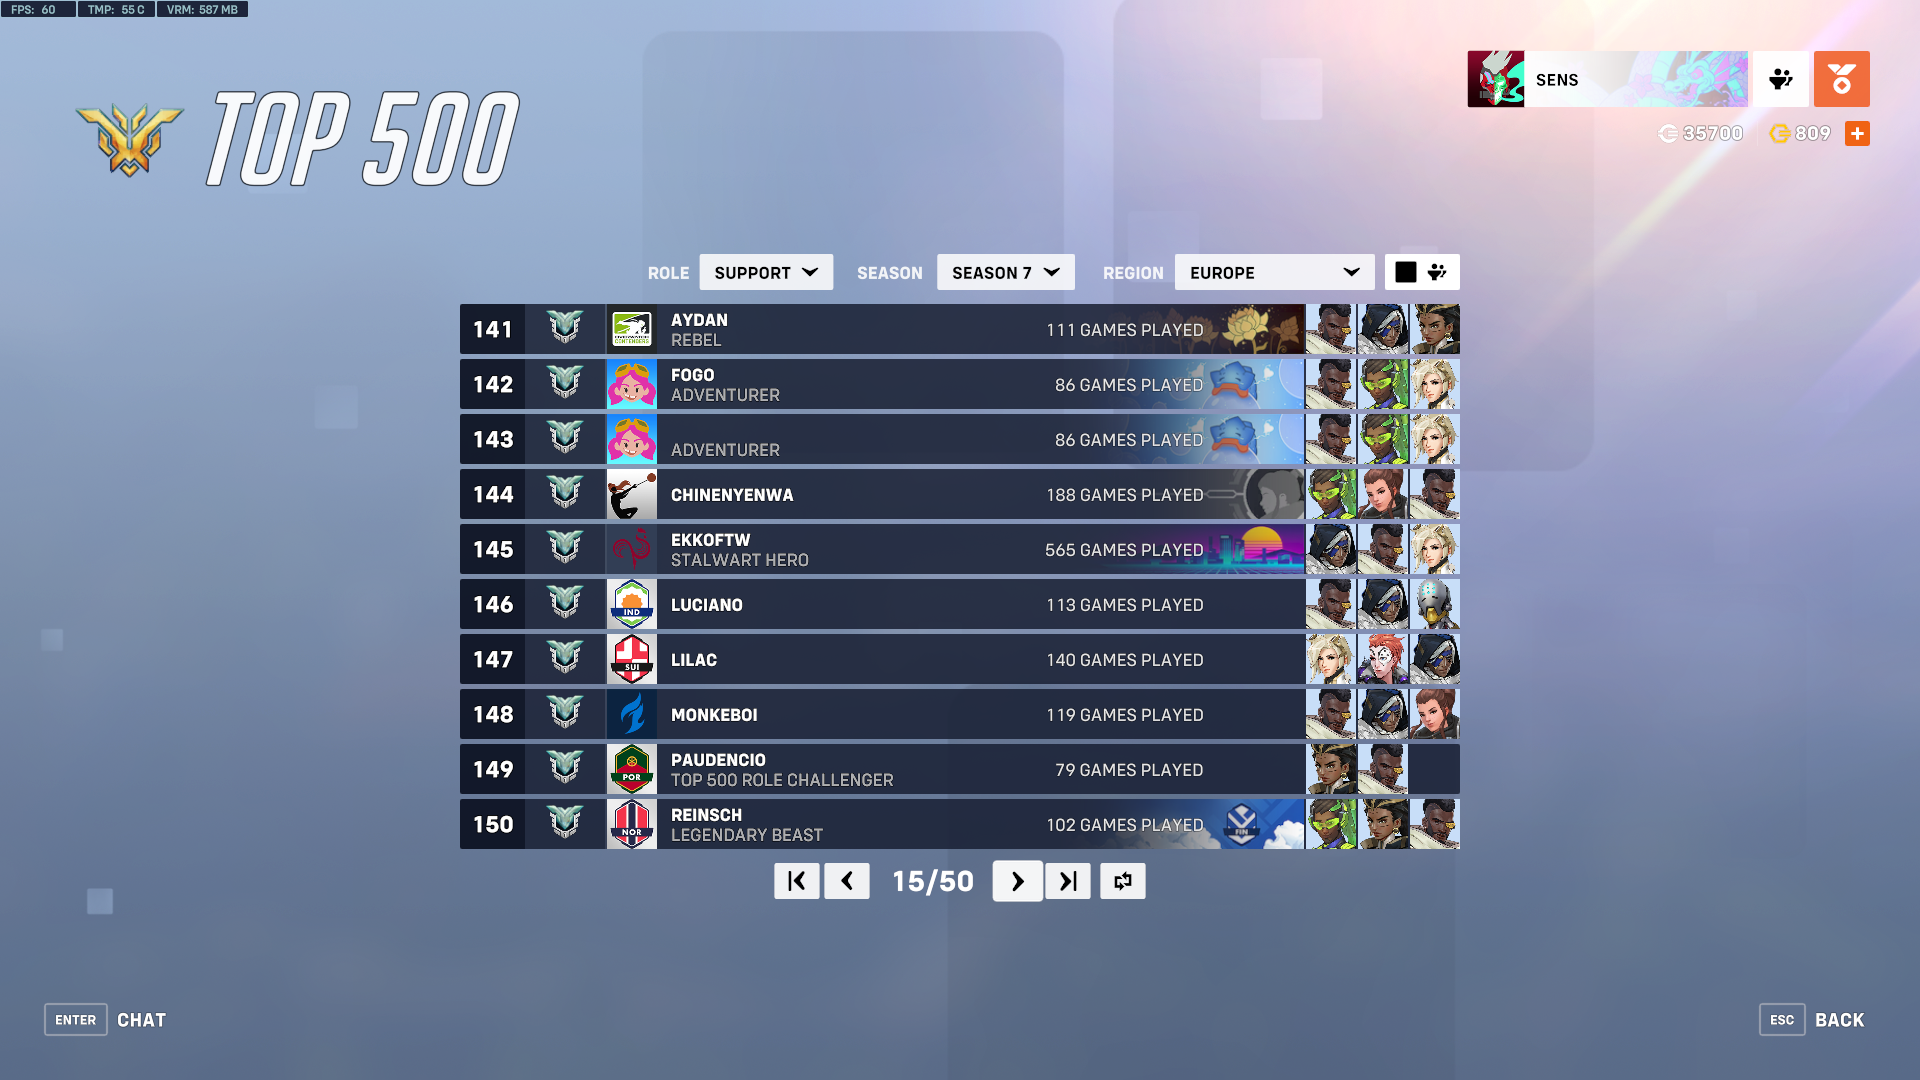 FPS: 60 TMP: 55 C VRM: 587 MB
TOP 500
SENS
35700 809
ROLE SUPPORT SEASON SEASON 7 REGION EUROPE
141 AYDAN REBEL 111 GAMES PLAYED
142 FOGO ADVENTURER 86 GAMES PLAYED
143 ADVENTURER 86 GAMES PLAYED
144 CHINENYENWA 188 GAMES PLAYED
145 EKKOFTW STALWART HERO 565 GAMES PLAYED
146 IND LUCIANO 113 GAMES PLAYED
147 SUI LILAC 140 GAMES PLAYED
148 MONKEBOI 119 GAMES PLAYED
149 POR PAUDENCIO TOP 500 ROLE CHALLENGER 79 GAMES PLAYED
150 NOR REINSCH LEGENDARY BEAST 102 GAMES PLAYED FIN
15/50
ENTER CHAT
ESC BACK